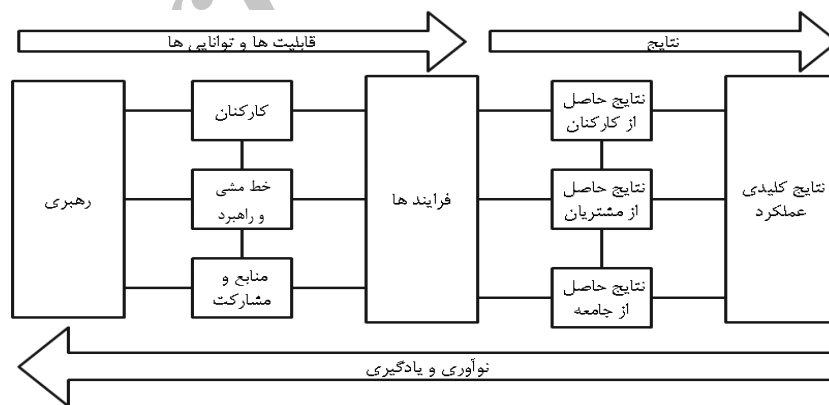 قابلیت ها و توانایی ها
نتایج
رهبری
کارکنان
خط مشی
و راهبرد
منابع و
مشارکت
فرایند ها
نتایج حاصل
از کارکنان
نتایج حاصل
از مشتریان
نتایج حاصل
از جامعه
نتایج کلیدی
عملکرد
نوآوری و یادگیری